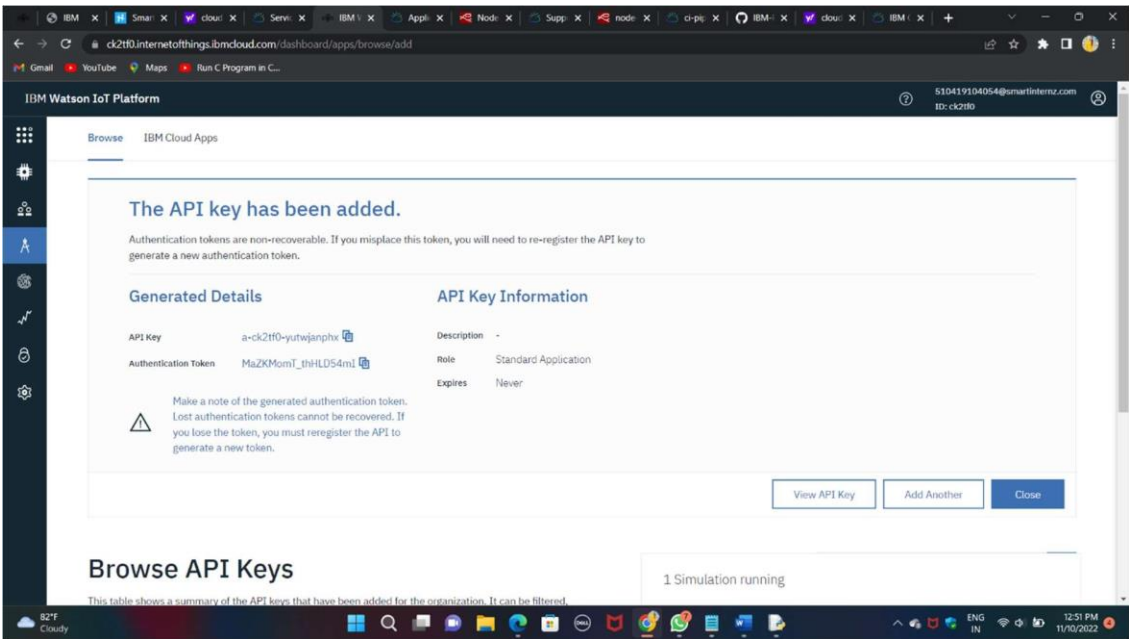 IBM
Smart
cloud
Servic
IBM W
Appli
Node
Supp
node
ci-pip
IBM-
cloud
IBM C
ck2tf0.internetofthings.ibmcloud.com/dashboard/apps/browse/add
Gmail YouTube Maps Run C Program in C...
IBM Watson IoT Platform
510419104054@smartinternz.com
ID: ck2tf0
Browse IBM Cloud Apps
The API key has been added.
Authentication tokens are non-recoverable. If you misplace this token, you will need to re-register the API key to
generate a new authentication token.
Generated Details
API Key a-ck2tf0-yutwjanphx
Authentication Token MaZKMomT_thHLD54mI
Make a note of the generated authentication token.
Lost authentication tokens cannot be recovered. If
you lose the token, you must reregister the API to
generate a new token.
API Key Information
Description -
Role Standard Application
Expires Never
View API Key Add Another Close
Browse API Keys
This table shows a summary of the API keys that have been added for the organization. It can be filtered,
1 Simulation running
82°F
Cloudy
ENG
IN
12:51 PM
11/10/2022
4